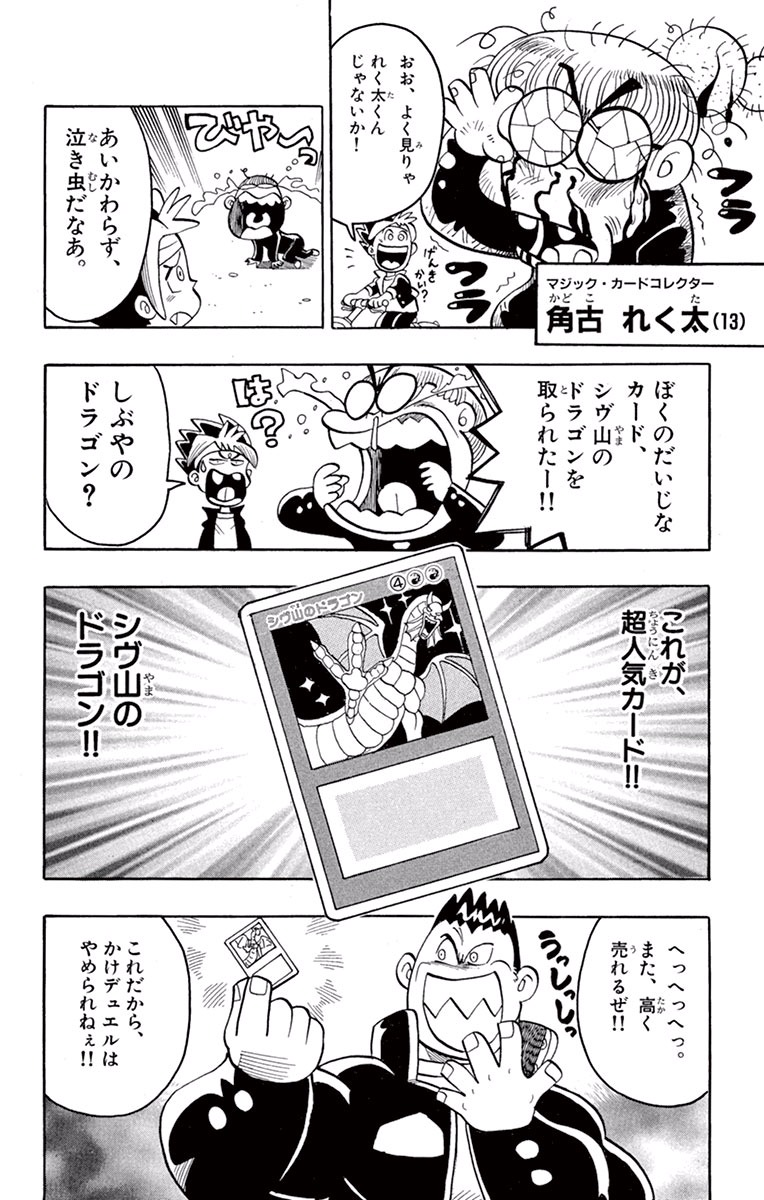 おお、よく見りゃ
れく太くん
じゃないか!
げんき
かい?
フラ
フラ
マジック・カードコレクター
角古 れく太(13)
びやーっ
あいかわらず、
泣き虫だなあ。
ぼくのだいじな
カード、
シヴ山の
ドラゴンを
取られたー!!
は?
しぶやの
ドラゴン?
これが、
超人気カード!!
シヴ山のドラゴン
4
シヴ山の
ドラゴン!!
へっへっへっ。
また、高く
売れるぜ!!
うっしっしっ
これだから、
かけデュエルは
やめられねぇ!!